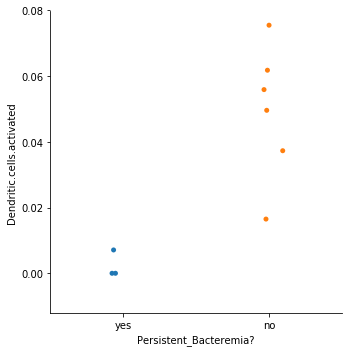 0.08
0.06
0.04
0.02
0.00
Dendritic.cells.activated
yes
no
Persistent_Bacteremia?